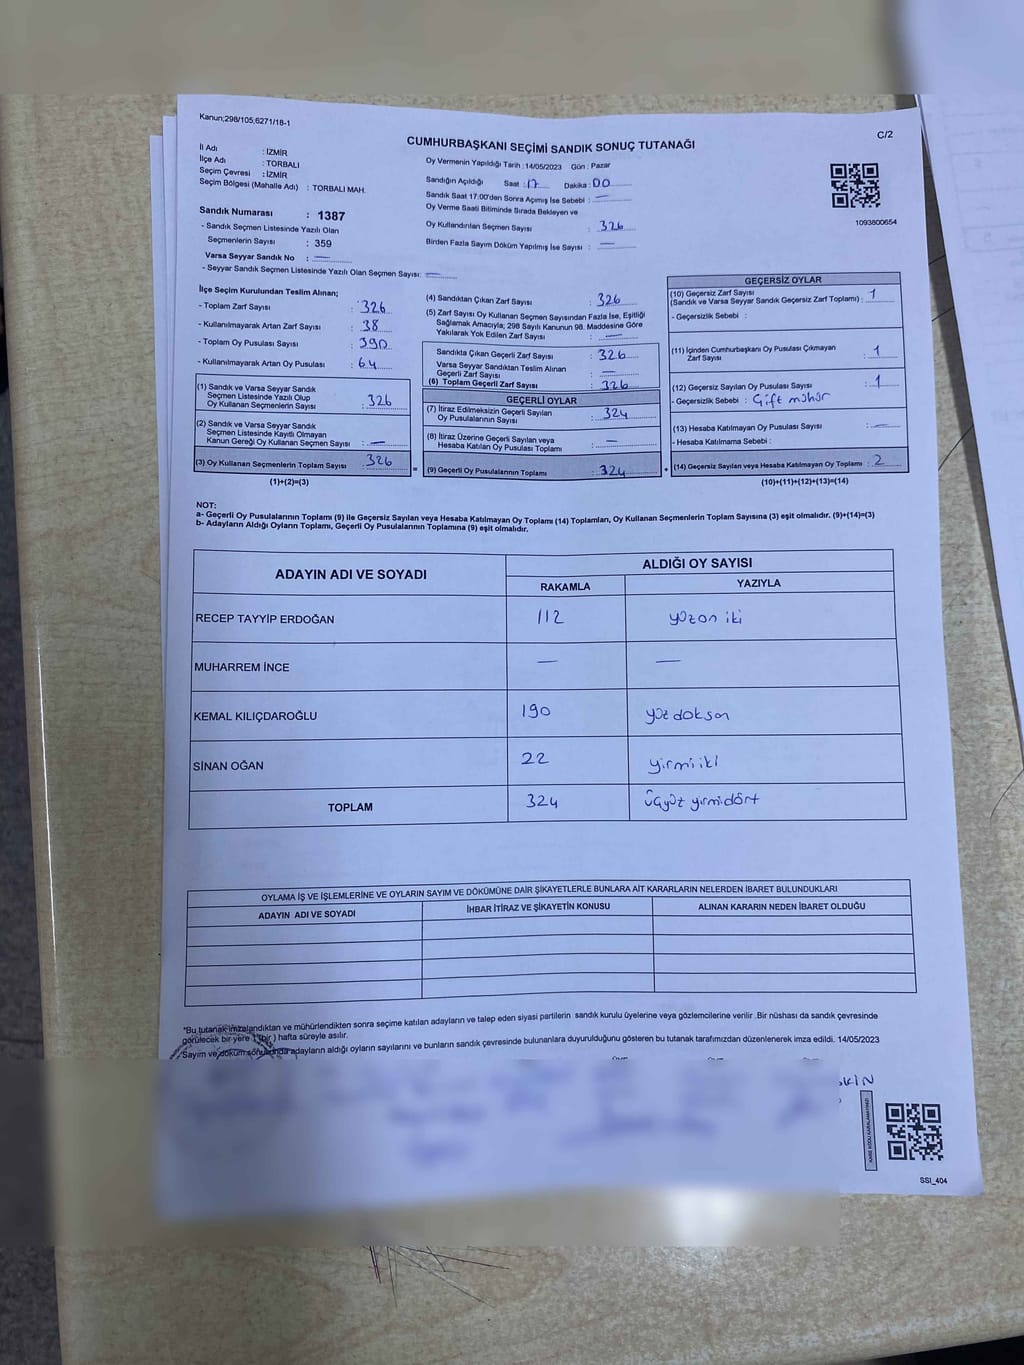 Kanun;298/105;6271/18-1
C/2
CUMHURBAŞKANI SEÇİMİ SANDIK SONUÇ TUTANAĞI
İl Adı : İZMİR
İlçe Adı : TORBALI
Seçim Çevresi : İZMİR
Seçim Bölgesi (Mahalle Adı) : TORBALI MAH.
Sandık Numarası : 1387
- Sandık Seçmen Listesinde Yazılı Olan
Seçmenlerin Sayısı : 359
Varsa Seyyar Sandık No : —
- Seyyar Sandık Seçmen Listesinde Yazılı Olan Seçmen Sayısı: —
Oy Vermenin Yapıldığı Tarih : 14/05/2023 Gün : Pazar
Sandığın Açıldığı Saat : 17 Dakika : 00
Sandık Saat 17:00'dan Sonra Açımış İse Sebebi : —
Oy Verme Saati Bitiminde Sırada Bekleyen ve
Oy Kullandırılan Seçmen Sayısı : 326
Birden Fazla Sayım Döküm Yapılmış İse Sayısı : —
1093800654
İlçe Seçim Kurulundan Teslim Alınan;
- Toplam Zarf Sayısı : 326
- Kullanılmayarak Artan Zarf Sayısı : 38
- Toplam Oy Pusulası Sayısı : 390
- Kullanılmayarak Artan Oy Pusulası : 64
(1) Sandık ve Varsa Seyyar Sandık
Seçmen Listesinde Yazılı Olup
Oy Kullanan Seçmenlerin Sayısı : 326
(2) Sandık ve Varsa Seyyar Sandık
Seçmen Listesinde Kayıtlı Olmayan
Kanun Gereği Oy Kullanan Seçmen Sayısı : —
(3) Oy Kullanan Seçmenlerin Toplam Sayısı : 326
(1)+(2)=(3)
(4) Sandıktan Çıkan Zarf Sayısı : 326
(5) Zarf Sayısı Oy Kullanan Seçmen Sayısından Fazla İse, Eşitliği
Sağlamak Amacıyla; 298 Sayılı Kanunun 98. Maddesine Göre
Yakılarak Yok Edilen Zarf Sayısı : —
Sandıkta Çıkan Geçerli Zarf Sayısı : 326
Varsa Seyyar Sandıktan Teslim Alınan
Geçerli Zarf Sayısı : —
(6) Toplam Geçerli Zarf Sayısı : 326
GEÇERLİ OYLAR
(7) İtiraz Edilmeksizin Geçerli Sayılan
Oy Pusulalarının Sayısı : 324
(8) İtiraz Üzerine Geçerli Sayılan veya
Hesaba Katılan Oy Pusulası Toplamı : —
(9) Geçerli Oy Pusulalarının Toplamı : 324
GEÇERSİZ OYLAR
(10) Geçersiz Zarf Sayısı
(Sandık ve Varsa Seyyar Sandık Geçersiz Zarf Toplamı) : 1
- Geçersizlik Sebebi :
(11) İçinden Cumhurbaşkanı Oy Pusulası Çıkmayan
Zarf Sayısı : 1
(12) Geçersiz Sayılan Oy Pusulası Sayısı : 1
- Geçersizlik Sebebi : Çift mühür
(13) Hesaba Katılmayan Oy Pusulası Sayısı : —
- Hesaba Katılmama Sebebi :
(14) Geçersiz Sayılan veya Hesaba Katılmayan Oy Toplamı : 2
(10)+(11)+(12)+(13)=(14)
NOT:
a- Geçerli Oy Pusulalarının Toplamı (9) ile Geçersiz Sayılan veya Hesaba Katılmayan Oy Toplamı (14) Toplamları, Oy Kullanan Seçmenlerin Toplam Sayısına (3) eşit olmalıdır. (9)+(14)=(3)
b- Adayların Aldığı Oyların Toplamı, Geçerli Oy Pusulalarının Toplamına (9) eşit olmalıdır.
ADAYIN ADI VE SOYADI ALDIĞI OY SAYISI
RAKAMLA YAZIYLA
RECEP TAYYİP ERDOĞAN 112 yüzon iki
MUHARREM İNCE — —
KEMAL KILIÇDAROĞLU 190 yüz doksan
SİNAN OĞAN 22 yirmiiki
TOPLAM 324 üçyüz yirmidört
OYLAMA İŞ VE İŞLEMLERİNE VE OYLARIN SAYIM VE DÖKÜMÜNE DAİR ŞİKAYETLERLE BUNLARA AİT KARARLARIN NELERDEN İBARET BULUNDUKLARI
ADAYIN ADI VE SOYADI İHBAR İTİRAZ VE ŞİKAYETİN KONUSU ALINAN KARARIN NEDEN İBARET OLDUĞU
*Bu tutanak imzalandıktan ve mühürlendikten sonra seçime katılan adayların ve talep eden siyasi partilerin sandık kurulu üyelerine veya gözlemcilerine verilir .Bir nüshası da sandık çevresinde
görülecek bir yere 1 (bir) hafta süreyle asılır.
Sayım ve döküm sonucunda adayların aldığı oyların sayılarını ve bunların sandık çevresinde bulunanlara duyurulduğunu gösteren bu tutanak tarafımızdan düzenlenerek imza edildi. 14/05/2023
SSI_404